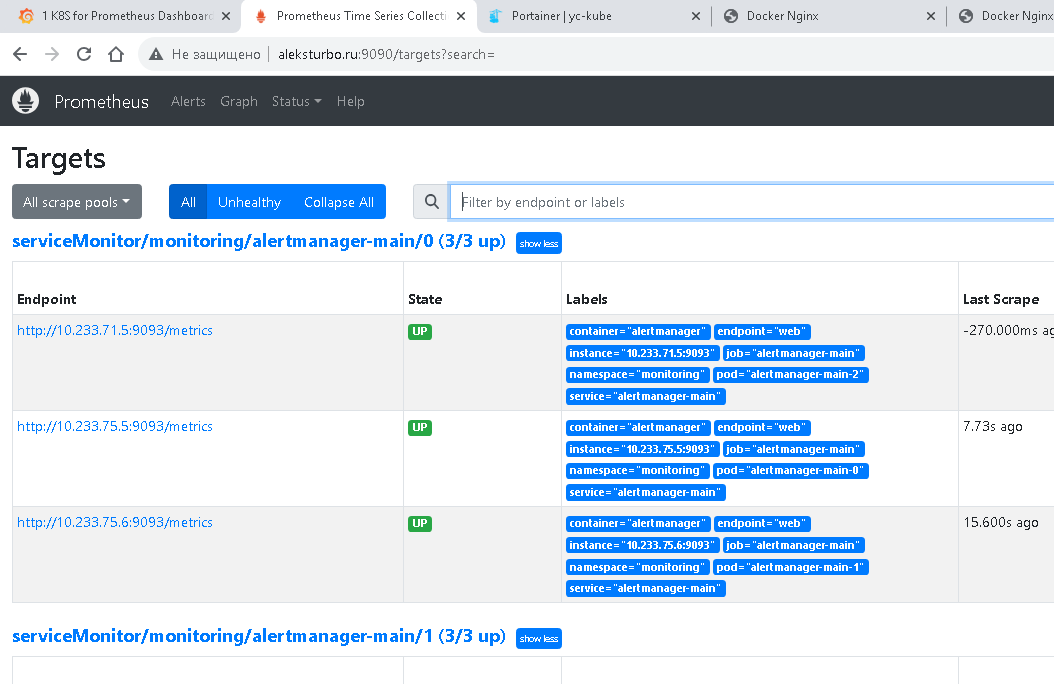 1 K8S for Prometheus Dashboard
Prometheus Time Series Collecti
Portainer | yc-kube
Docker Nginx
Docker Nginx
Не защищено
aleksturbo.ru:9090/targets?search=
Prometheus Alerts Graph Status Help
Targets
All scrape pools All Unhealthy Collapse All Filter by endpoint or labels
serviceMonitor/monitoring/alertmanager-main/0 (3/3 up) show less
Endpoint State Labels Last Scrape
http://10.233.71.5:9093/metrics UP container="alertmanager" endpoint="web" -270.000ms ag
instance="10.233.71.5:9093" job="alertmanager-main"
namespace="monitoring" pod="alertmanager-main-2"
service="alertmanager-main"
http://10.233.75.5:9093/metrics UP container="alertmanager" endpoint="web" 7.73s ago
instance="10.233.75.5:9093" job="alertmanager-main"
namespace="monitoring" pod="alertmanager-main-0"
service="alertmanager-main"
http://10.233.75.6:9093/metrics UP container="alertmanager" endpoint="web" 15.600s ago
instance="10.233.75.6:9093" job="alertmanager-main"
namespace="monitoring" pod="alertmanager-main-1"
service="alertmanager-main"
serviceMonitor/monitoring/alertmanager-main/1 (3/3 up) show less